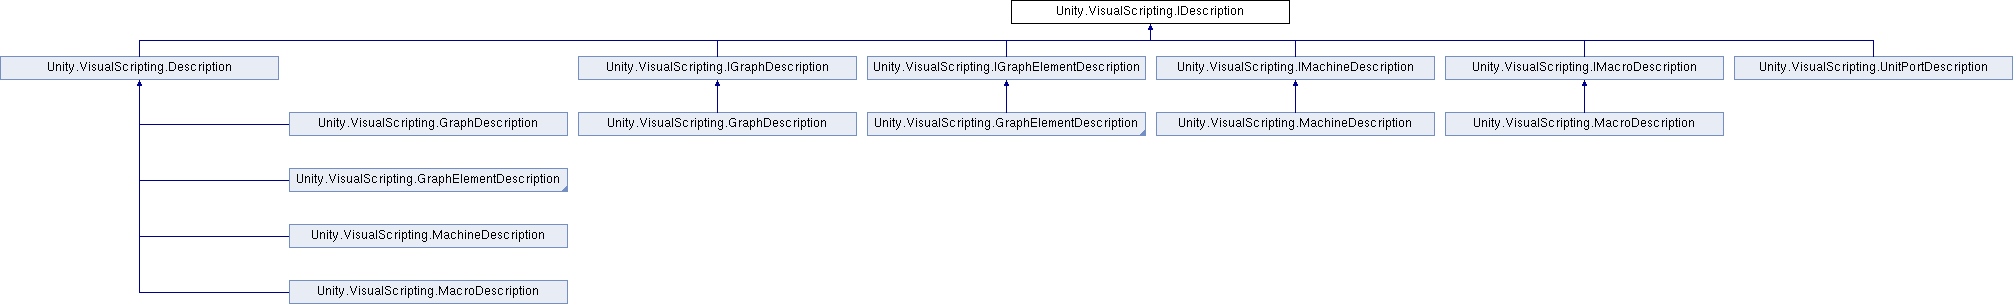 Unity.VisualScripting.IDescription
Unity.VisualScripting.Description
Unity.VisualScripting.IGraphDescription
Unity.VisualScripting.IGraphElementDescription
Unity.VisualScripting.IMachineDescription
Unity.VisualScripting.IMacroDescription
Unity.VisualScripting.UnitPortDescription
Unity.VisualScripting.GraphDescription
Unity.VisualScripting.GraphDescription
Unity.VisualScripting.GraphElementDescription
Unity.VisualScripting.MachineDescription
Unity.VisualScripting.MacroDescription
Unity.VisualScripting.GraphElementDescription
Unity.VisualScripting.MachineDescription
Unity.VisualScripting.MacroDescription